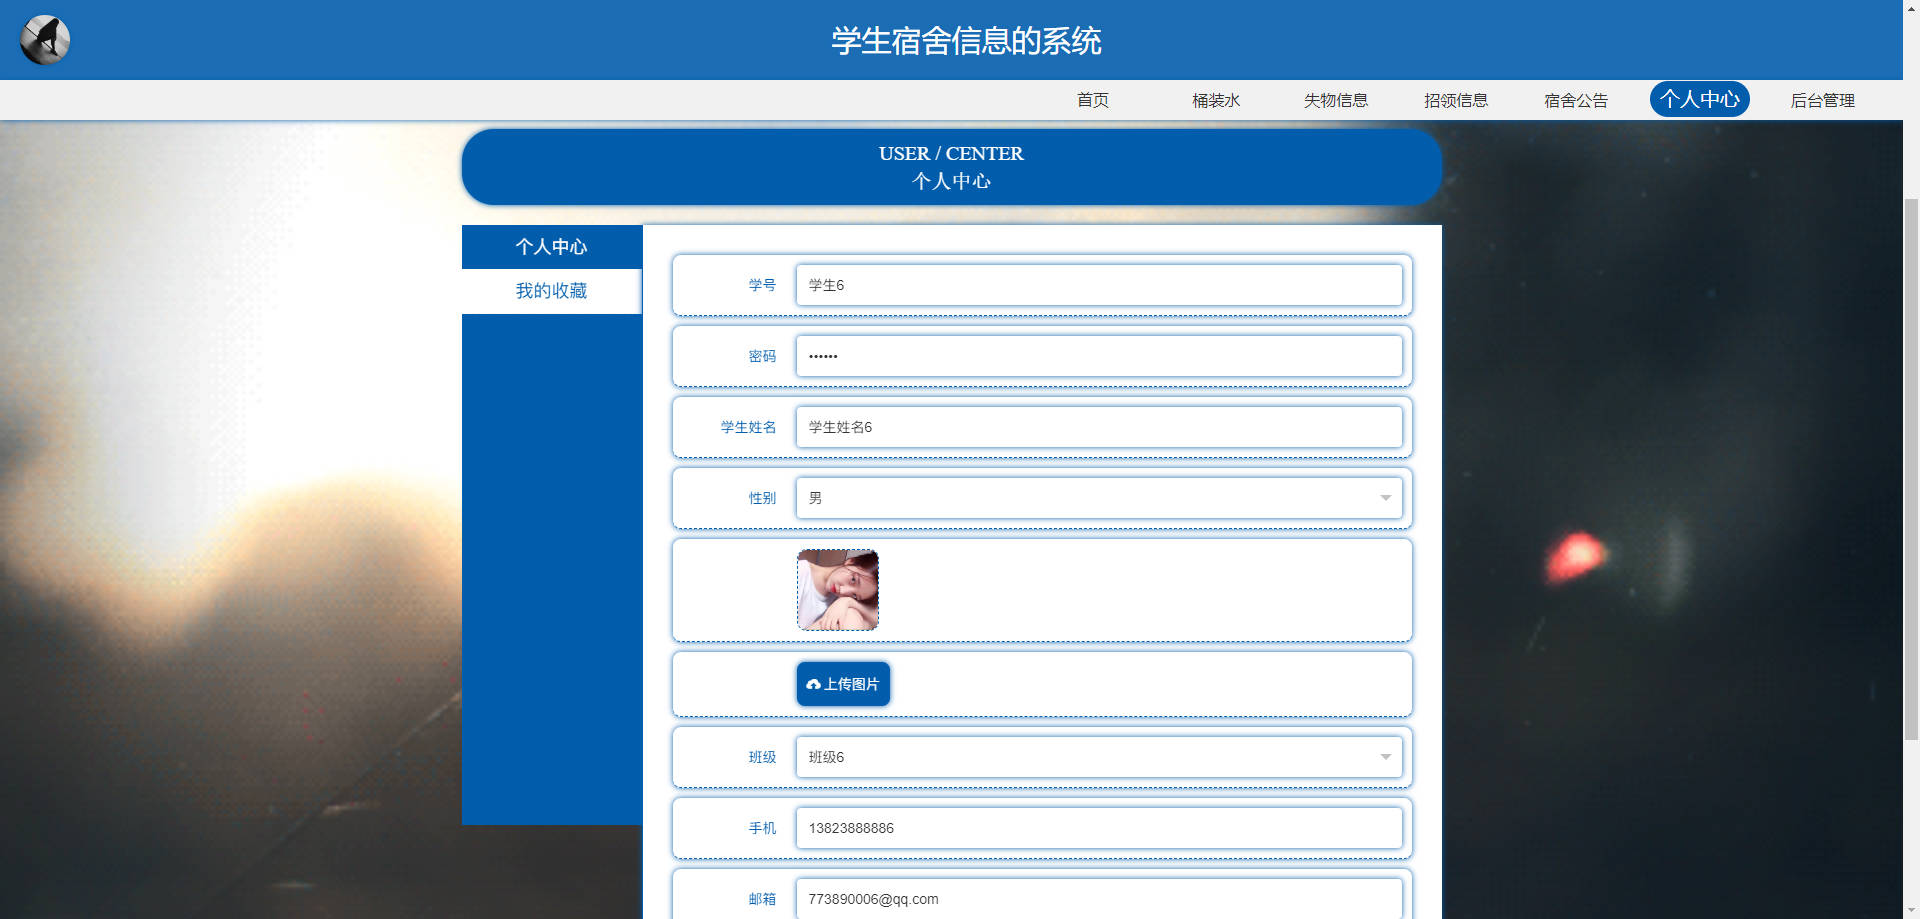 学生宿舍信息的系统
首页 桶装水 失物信息 招领信息 宿舍公告 个人中心 后台管理
USER / CENTER
个人中心
个人中心
我的收藏
学号 学生6
密码 ••••••
学生姓名 学生姓名6
性别 男
上传图片
班级 班级6
手机 13823888886
邮箱 773890006@qq.com